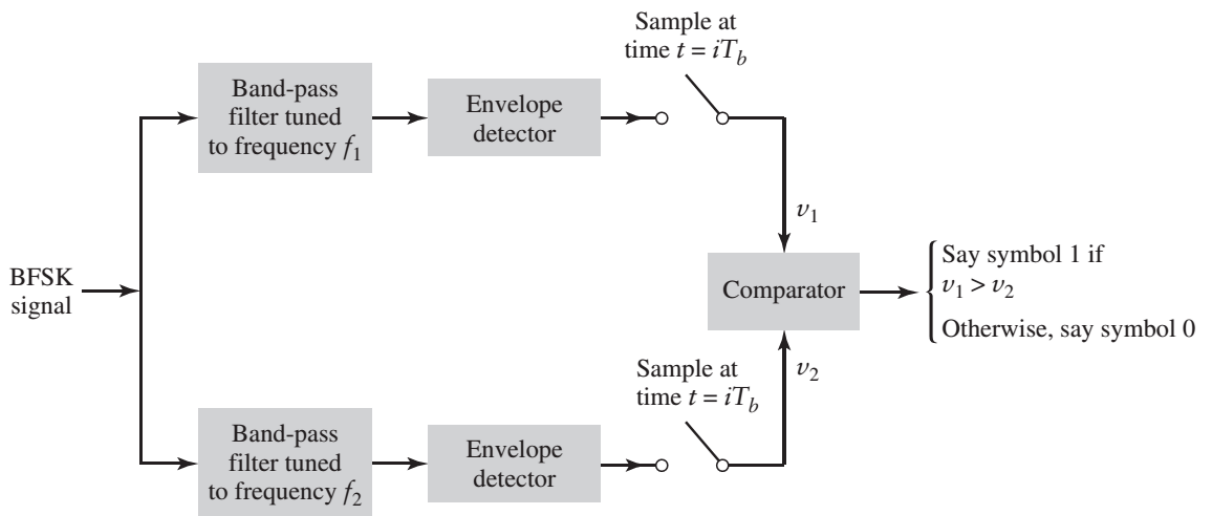 Sample at
time t = iT_b
Band-pass
filter tuned
to frequency f_1
Envelope
detector
v_1
BFSK
signal
Comparator
Say symbol 1 if
v_1 > v_2
Otherwise, say symbol 0
Sample at
time t = iT_b
v_2
Band-pass
filter tuned
to frequency f_2
Envelope
detector